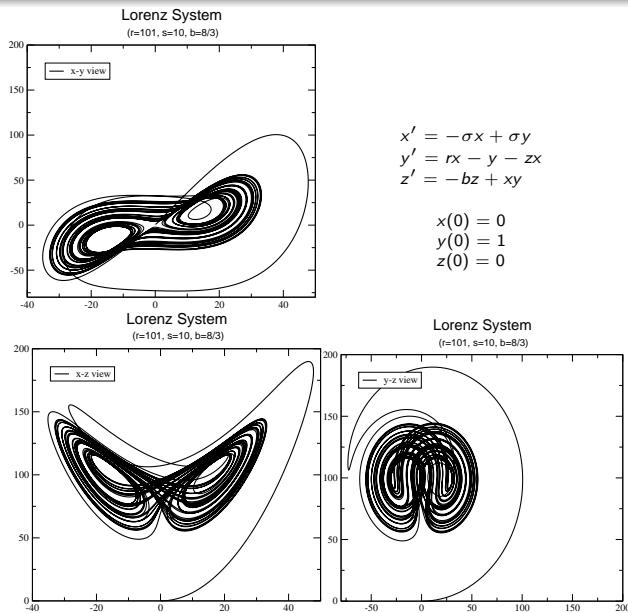 Lorenz System
(r=101, s=10, b=8/3)
200
150
100
50
0
-50
-40
-20
0
20
40
x-y view
x′ = −σx + σy
y′ = rx − y − zx
z′ = −bz + xy
x(0) = 0
y(0) = 1
z(0) = 0
Lorenz System
(r=101, s=10, b=8/3)
200
150
100
50
0
-40
-20
0
20
40
x-z view
Lorenz System
(r=101, s=10, b=8/3)
200
150
100
50
0
-50
0
50
100
150
200
y-z view